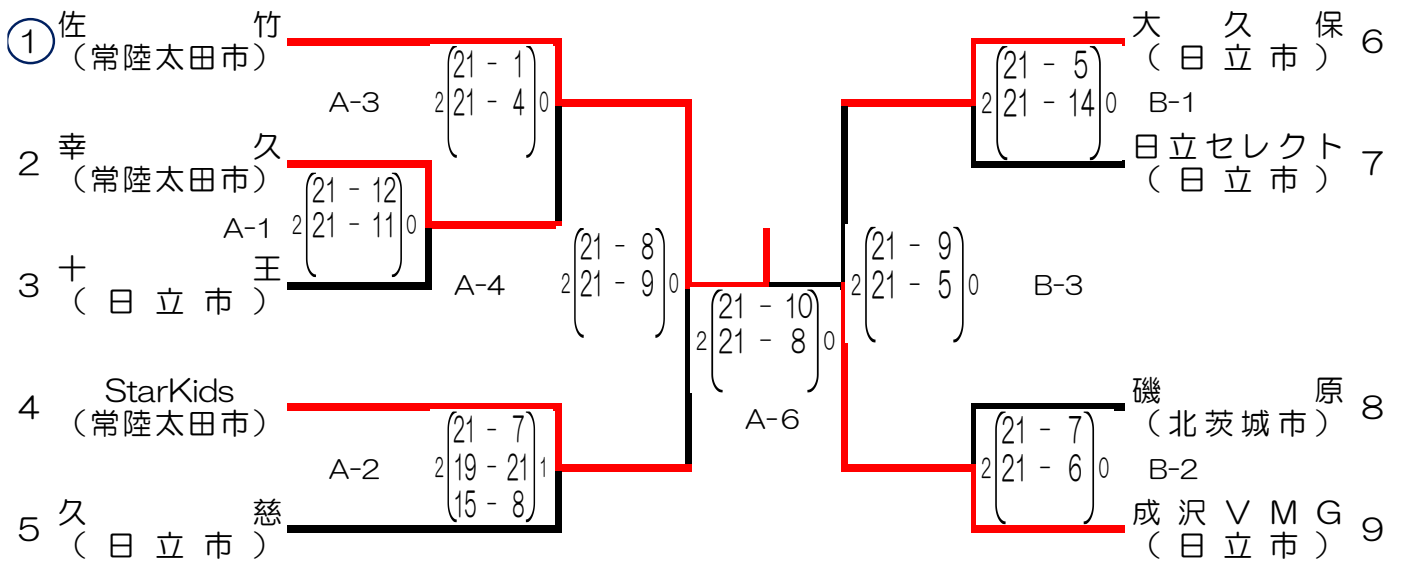 ① 佐竹
（常陸太田市）
A-3
2 21 - 1 0
21 - 4
2 幸久
（常陸太田市）
A-1
2 21 - 12 0
21 - 11
3 十王
（日立市）
A-4
2 21 - 8 0
21 - 9
4 StarKids
（常陸太田市）
A-2
2 21 - 7 1
19 - 21
15 - 8
5 久慈
（日立市）
2 21 - 10 0
21 - 8
A-6
大久保 6
（日立市）
2 21 - 5 0
21 - 14
B-1
日立セレクト 7
（日立市）
2 21 - 9 0
21 - 5
B-3
磯原 8
（北茨城市）
2 21 - 7 0
21 - 6
B-2
成沢VMG 9
（日立市）